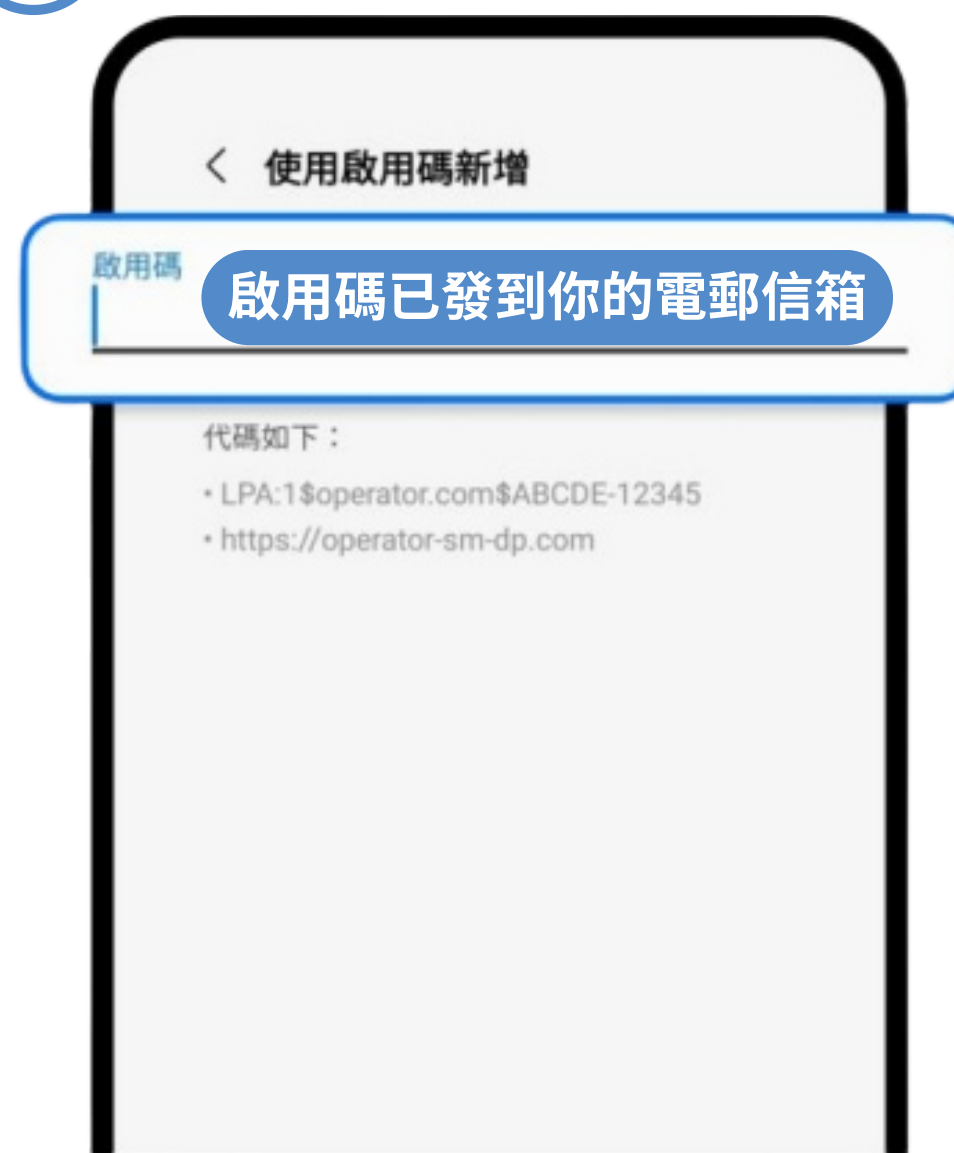 使用啟用碼新增
啟用碼
啟用碼已發到你的電郵信箱
代碼如下：
• LPA:1$operator.com$ABCDE-12345
• https://operator-sm-dp.com